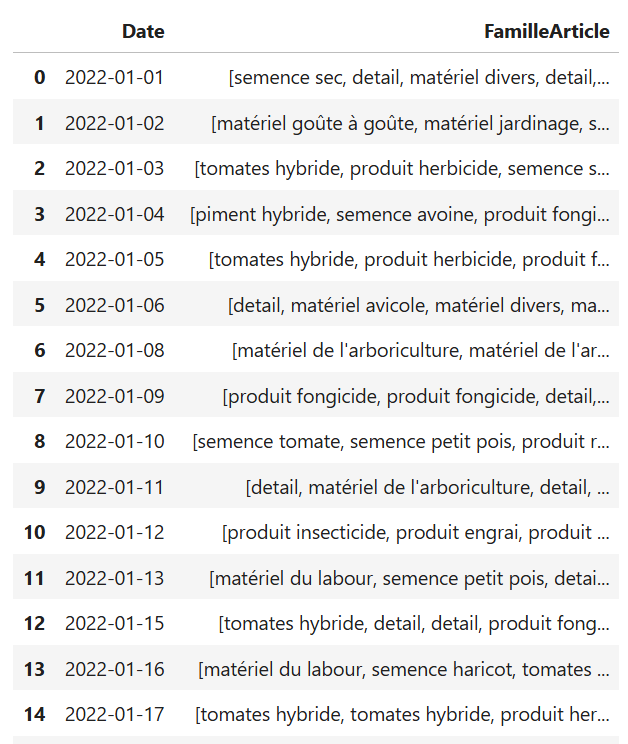 Date FamilleArticle
0 2022-01-01 [semence sec, detail, matériel divers, detail,...
1 2022-01-02 [matériel goûte à goûte, matériel jardinage, s...
2 2022-01-03 [tomates hybride, produit herbicide, semence s...
3 2022-01-04 [piment hybride, semence avoine, produit fongi...
4 2022-01-05 [tomates hybride, produit herbicide, produit f...
5 2022-01-06 [detail, matériel avicole, matériel divers, ma...
6 2022-01-08 [matériel de l'arboriculture, matériel de l'ar...
7 2022-01-09 [produit fongicide, produit fongicide, detail,...
8 2022-01-10 [semence tomate, semence petit pois, produit r...
9 2022-01-11 [detail, matériel de l'arboriculture, detail, ...
10 2022-01-12 [produit insecticide, produit engrai, produit ...
11 2022-01-13 [matériel du labour, semence petit pois, detai...
12 2022-01-15 [tomates hybride, detail, detail, produit fong...
13 2022-01-16 [matériel du labour, semence haricot, tomates ...
14 2022-01-17 [tomates hybride, tomates hybride, produit her...